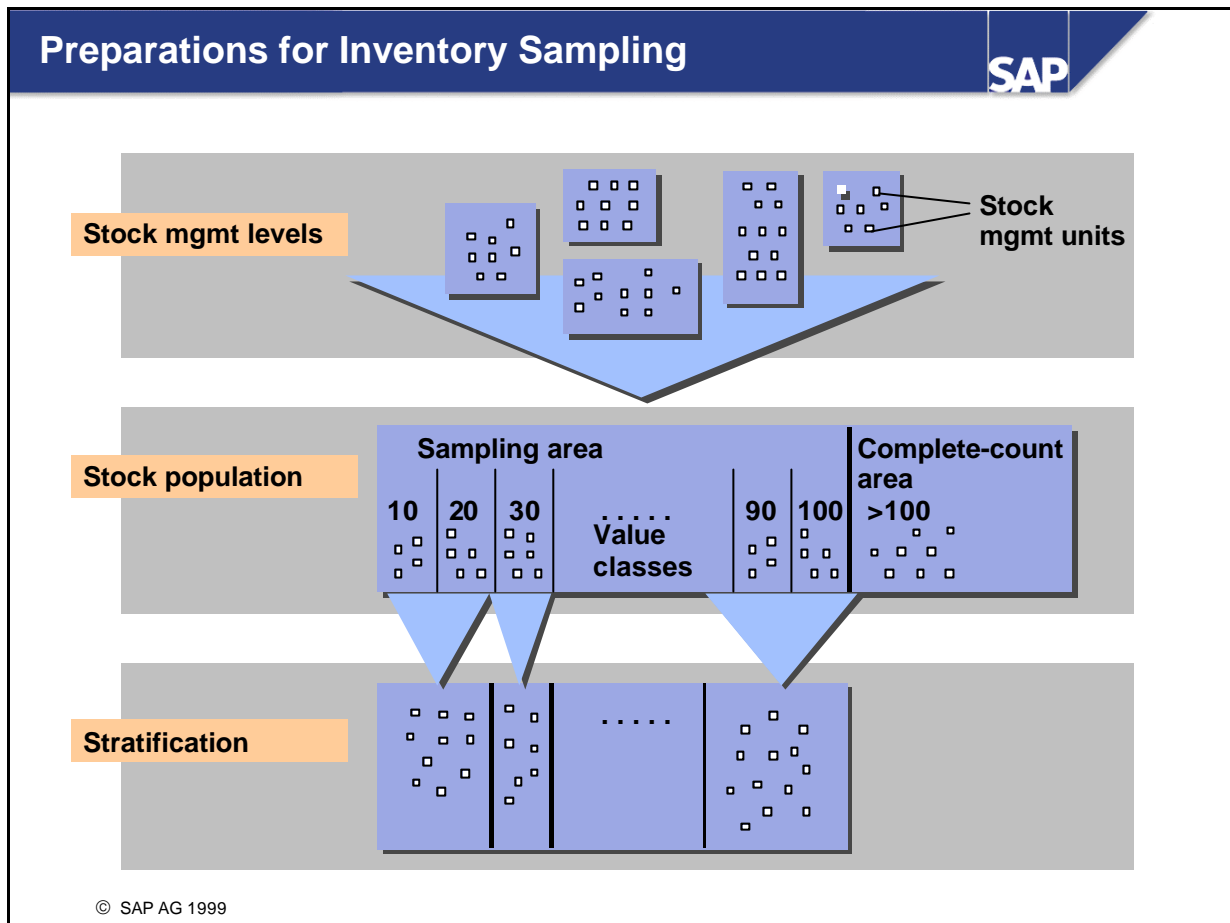 Preparations for Inventory Sampling
SAP
Stock mgmt levels
Stock
mgmt units
Stock population
Sampling area
Complete-count
area
10 20 30 . . . . . 90 100 >100
Value
classes
Stratification
. . . . .
© SAP AG 1999